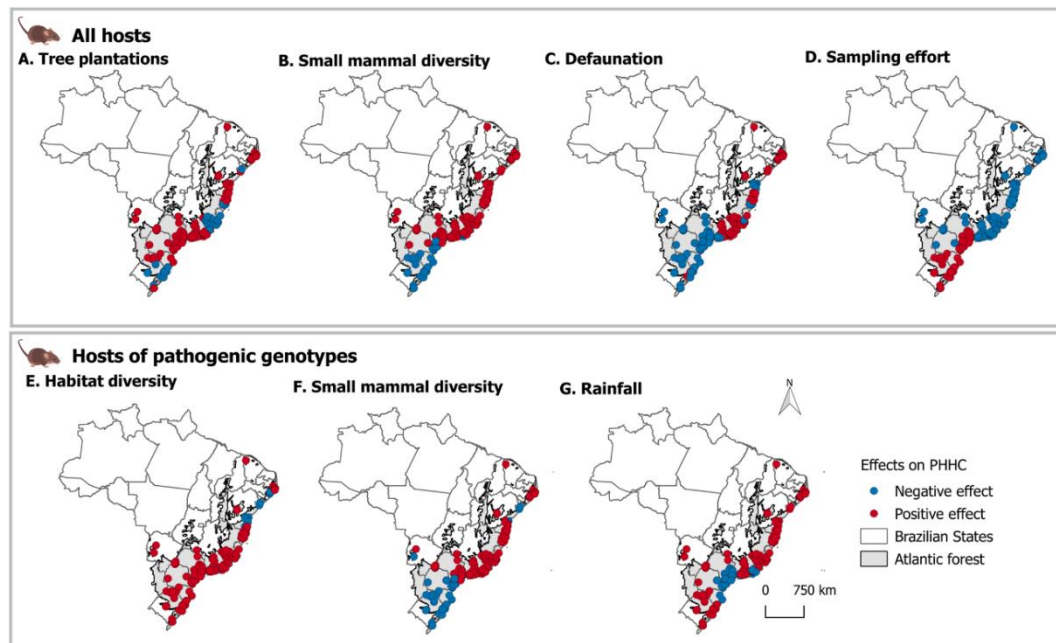 All hosts
A. Tree plantations
B. Small mammal diversity
C. Defaunation
D. Sampling effort
Hosts of pathogenic genotypes
E. Habitat diversity
F. Small mammal diversity
G. Rainfall
N
Effects on PHHC
Negative effect
Positive effect
Brazilian States
Atlantic forest
0 750 km